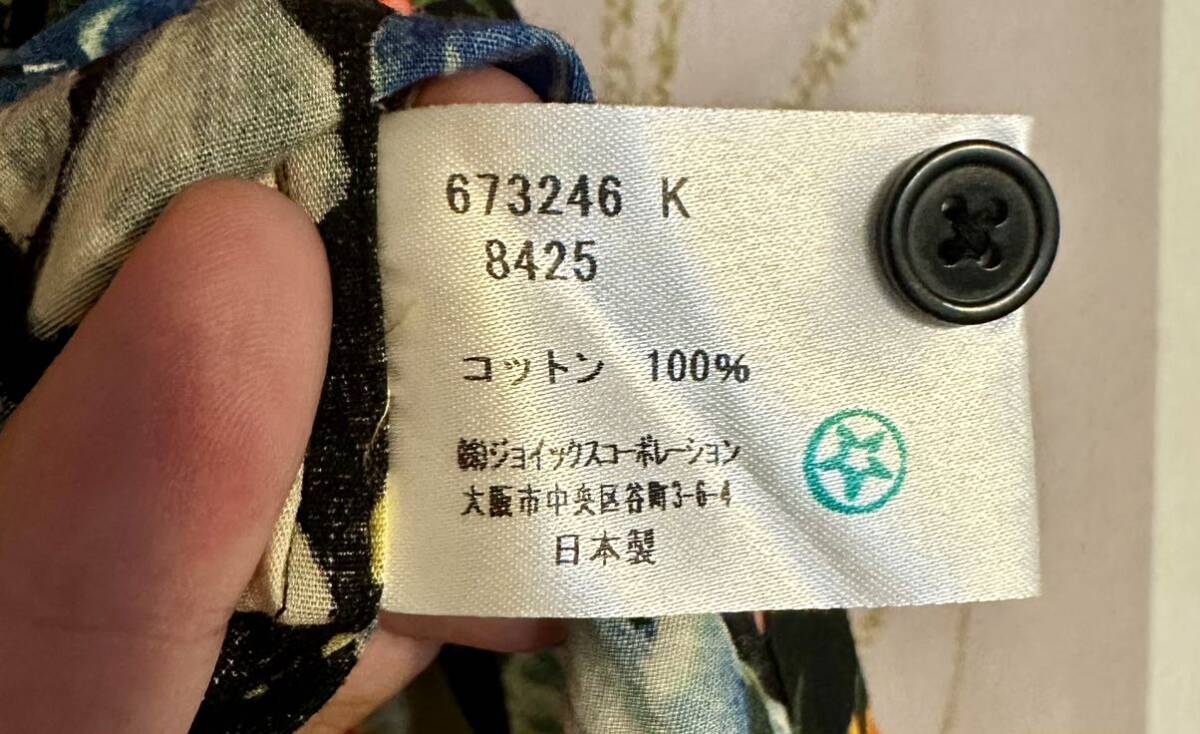 673246 K
8425
コットン 100%
㈱ジョイックスコーポレーション
大阪市中央区谷町3-6-4
日本製